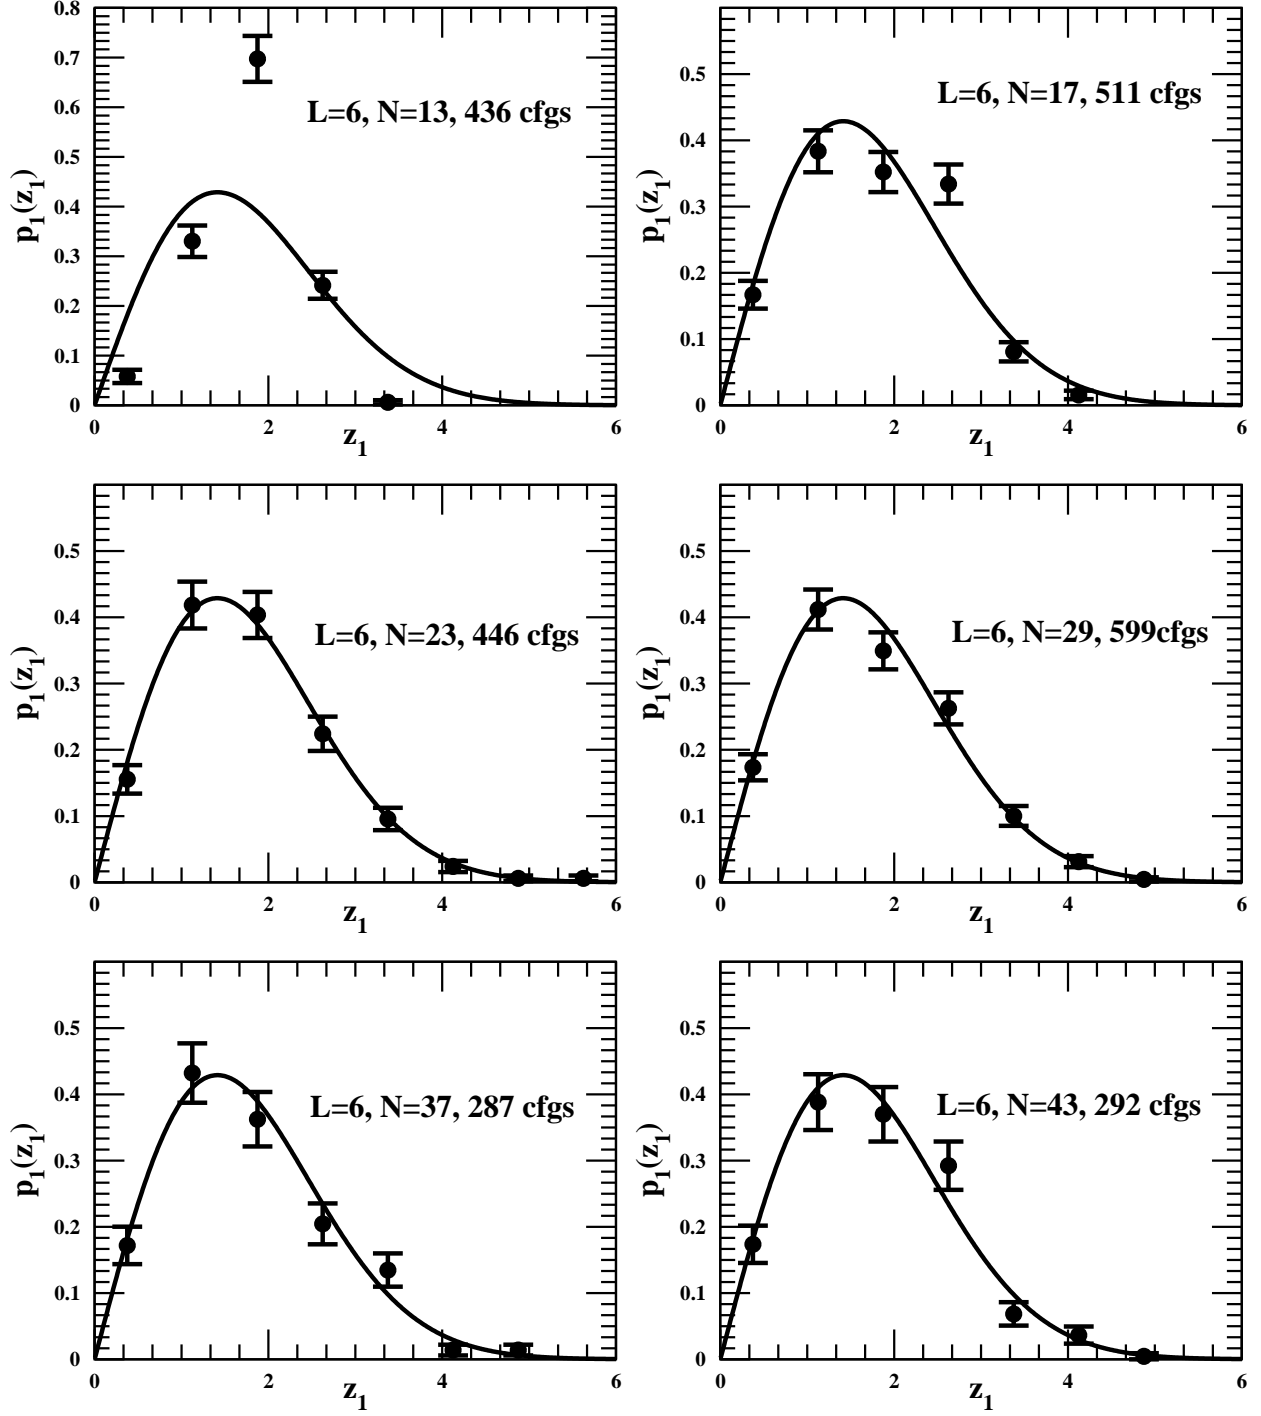 0.8
0.7
0.6
0.5
0.4
0.3
0.2
0.1
0
p1(z1)
L=6, N=13, 436 cfgs
0 2 4 6
z1
0.5
0.4
0.3
0.2
0.1
0
p1(z1)
L=6, N=17, 511 cfgs
0 2 4 6
z1
0.5
0.4
0.3
0.2
0.1
0
p1(z1)
L=6, N=23, 446 cfgs
0 2 4 6
z1
0.5
0.4
0.3
0.2
0.1
0
p1(z1)
L=6, N=29, 599cfgs
0 2 4 6
z1
0.5
0.4
0.3
0.2
0.1
0
p1(z1)
L=6, N=37, 287 cfgs
0 2 4 6
z1
0.5
0.4
0.3
0.2
0.1
0
p1(z1)
L=6, N=43, 292 cfgs
0 2 4 6
z1